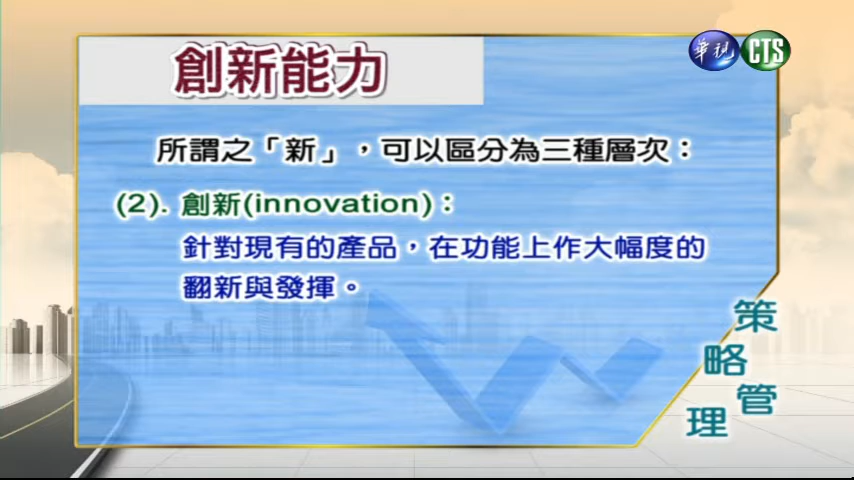 創新能力
華視 CTS
所謂之「新」，可以區分為三種層次：
(2). 創新(innovation)：
針對現有的產品，在功能上作大幅度的
翻新與發揮。
策略管理